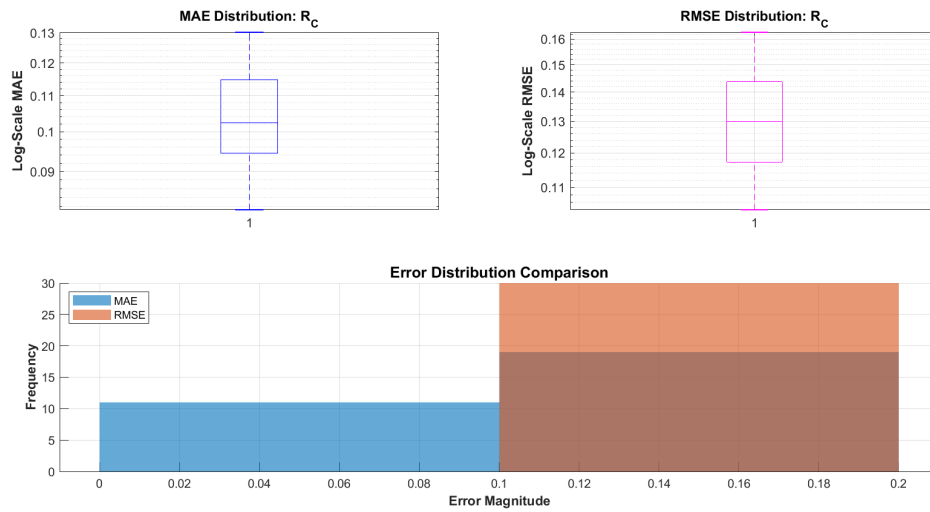 MAE Distribution: R_C
Log-Scale MAE
0.13
0.12
0.11
0.1
0.09
1
RMSE Distribution: R_C
Log-Scale RMSE
0.16
0.15
0.14
0.13
0.12
0.11
1
Error Distribution Comparison
Frequency
30
25
20
15
10
5
0
MAE
RMSE
0 0.02 0.04 0.06 0.08 0.1 0.12 0.14 0.16 0.18 0.2
Error Magnitude